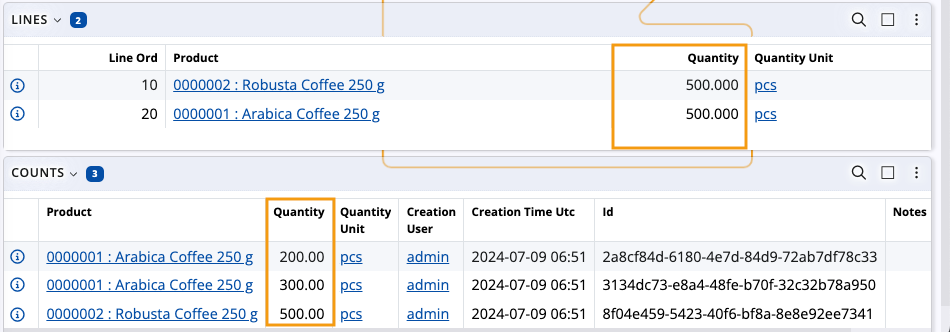 LINES 2
Line Ord Product Quantity Quantity Unit
10 0000002 : Robusta Coffee 250 g 500.000 pcs
20 0000001 : Arabica Coffee 250 g 500.000 pcs
COUNTS 3
Product Quantity Quantity Unit Creation User Creation Time Utc Id Notes
0000001 : Arabica Coffee 250 g 200.00 pcs admin 2024-07-09 06:51 2a8cf84d-6180-4e7d-84d9-72ab7df78c33
0000001 : Arabica Coffee 250 g 300.00 pcs admin 2024-07-09 06:51 3134dc73-e8a4-48fe-b70f-32c32b78a950
0000002 : Robusta Coffee 250 g 500.00 pcs admin 2024-07-09 06:51 8f04e459-5423-40f6-bf8a-8e8e92ee7341